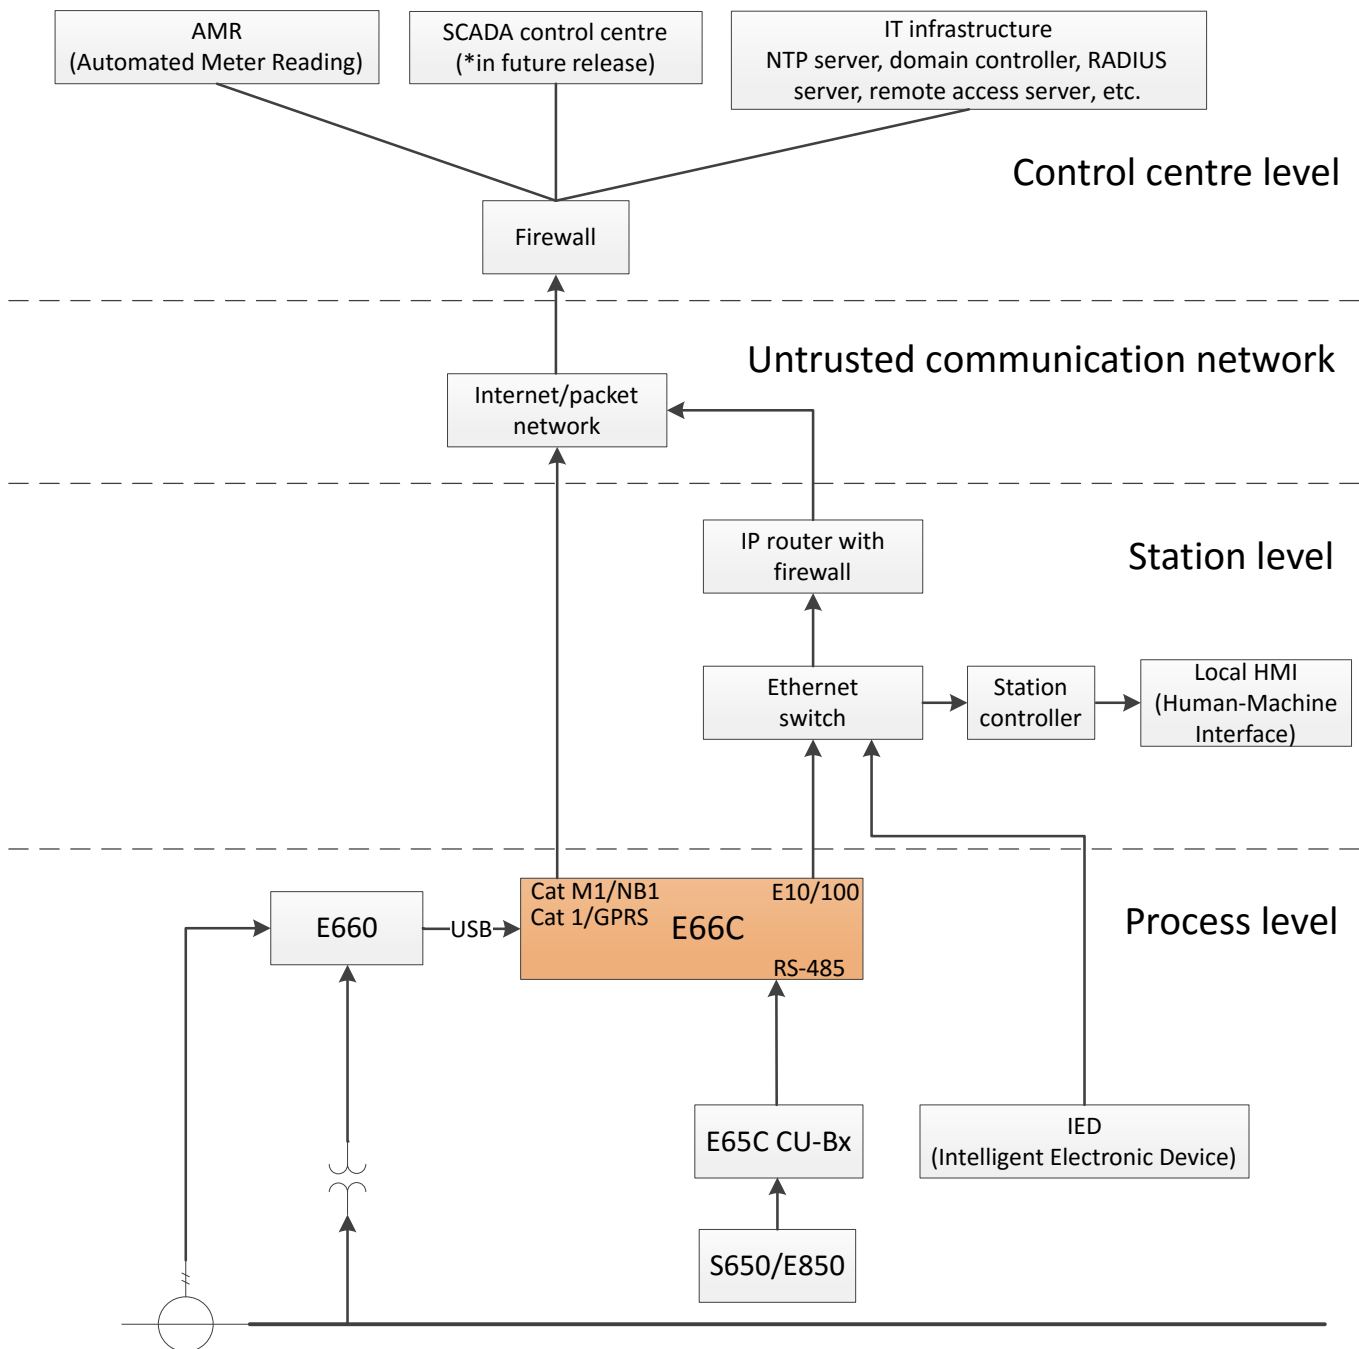 AMR
(Automated Meter Reading)
SCADA control centre
(*in future release)
IT infrastructure
NTP server, domain controller, RADIUS
server, remote access server, etc.
Control centre level
Firewall
Untrusted communication network
Internet/packet
network
IP router with
firewall
Station level
Ethernet
switch
Station
controller
Local HMI
(Human-Machine
Interface)
Cat M1/NB1
Cat 1/GPRS
E10/100
E66C
RS-485
E660
USB
Process level
E65C CU-Bx
IED
(Intelligent Electronic Device)
S650/E850